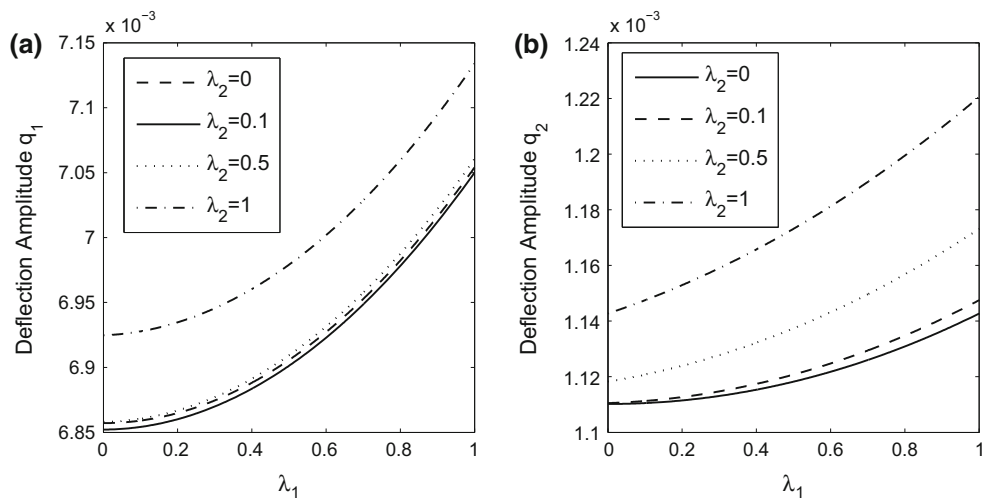 (a)
x 10⁻³
7.15
7.1
7.05
7
6.95
6.9
6.85
0 0.2 0.4 0.6 0.8 1
λ₁
Deflection Amplitude q₁
λ₂=0
λ₂=0.1
λ₂=0.5
λ₂=1
(b)
x 10⁻³
1.24
1.22
1.2
1.18
1.16
1.14
1.12
1.1
0 0.2 0.4 0.6 0.8 1
λ₁
Deflection Amplitude q₂
λ₂=0
λ₂=0.1
λ₂=0.5
λ₂=1